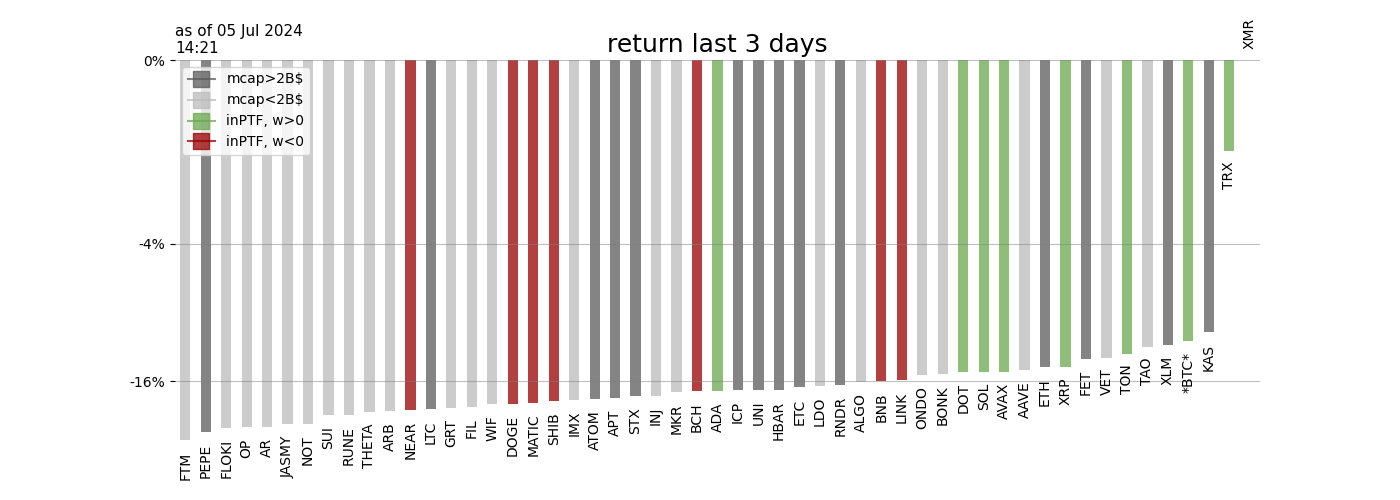 as of 05 Jul 2024
14:21
return last 3 days
XMR
0%
mcap>2B$
mcap<2B$
inPTF, w>0
inPTF, w<0
TRX
-4%
-16%
FTM
PEPE
FLOKI
OP
AR
JASMY
NOT
SUI
RUNE
THETA
ARB
NEAR
LTC
GRT
FIL
WIF
DOGE
MATIC
SHIB
IMX
ATOM
APT
STX
INJ
MKR
BCH
ADA
ICP
UNI
HBAR
ETC
LDO
RNDR
ALGO
BNB
LINK
ONDO
BONK
DOT
SOL
AVAX
AAVE
ETH
XRP
FET
VET
TON
TAO
XLM
*BTC*
KAS